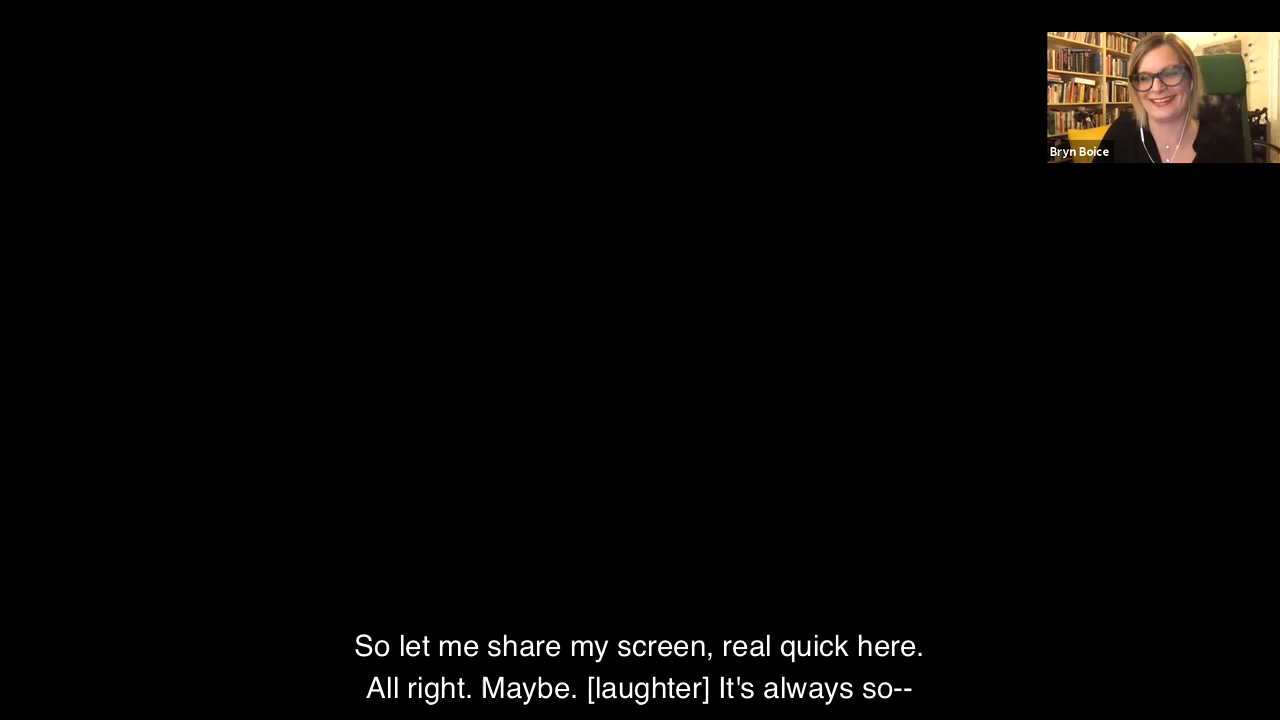 Bryn Boice
So let me share my screen, real quick here.
All right. Maybe. [laughter] It's always so--